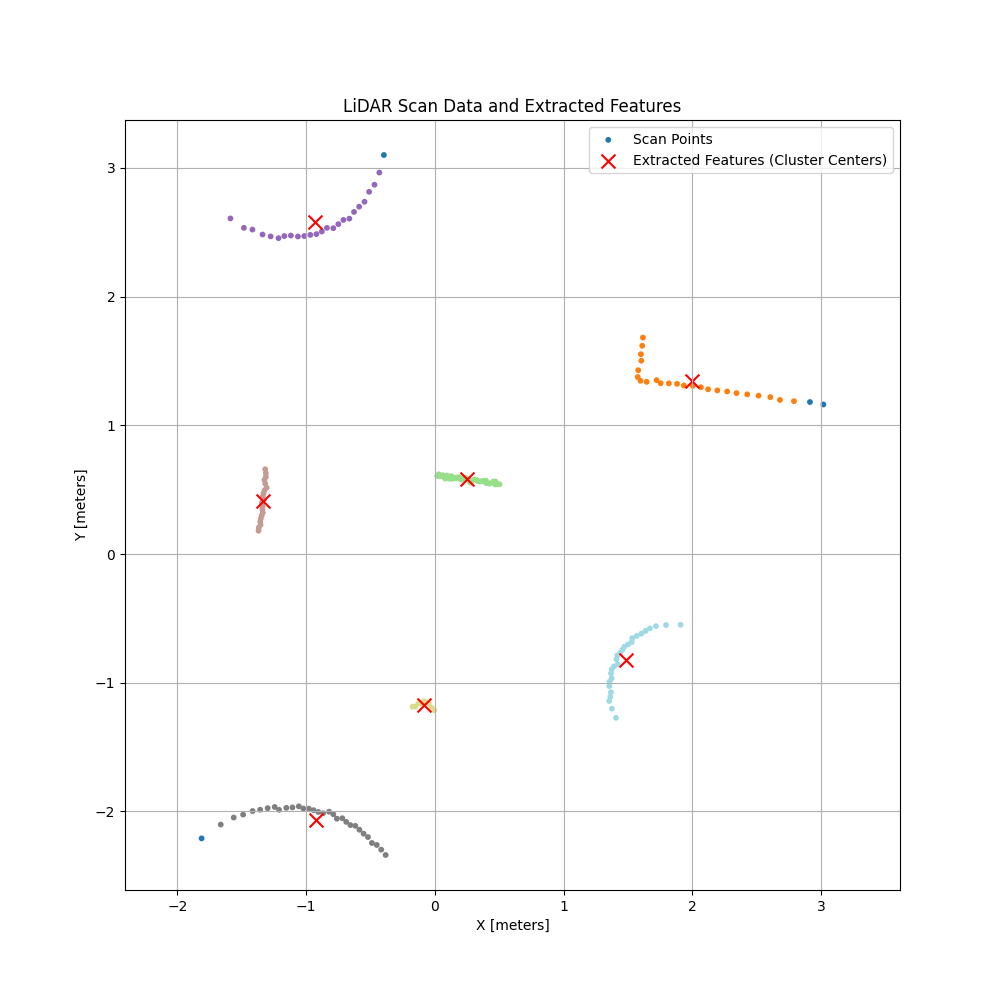 LiDAR Scan Data and Extracted Features
Scan Points
Extracted Features (Cluster Centers)
3
2
1
0
−1
−2
Y [meters]
−2
−1
0
1
2
3
X [meters]